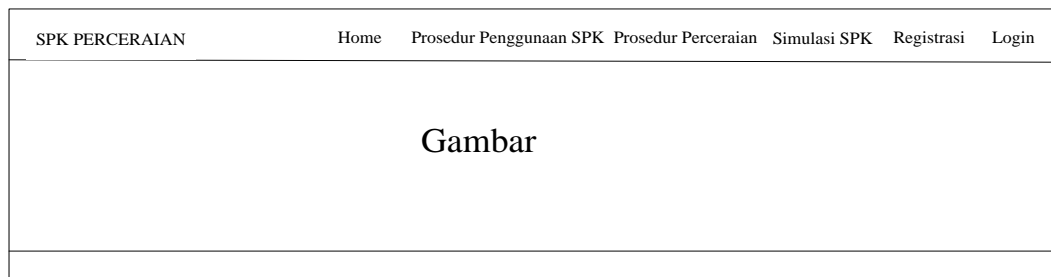 SPK PERCERAIAN Home Prosedur Penggunaan SPK Prosedur Perceraian Simulasi SPK Registrasi Login
Gambar